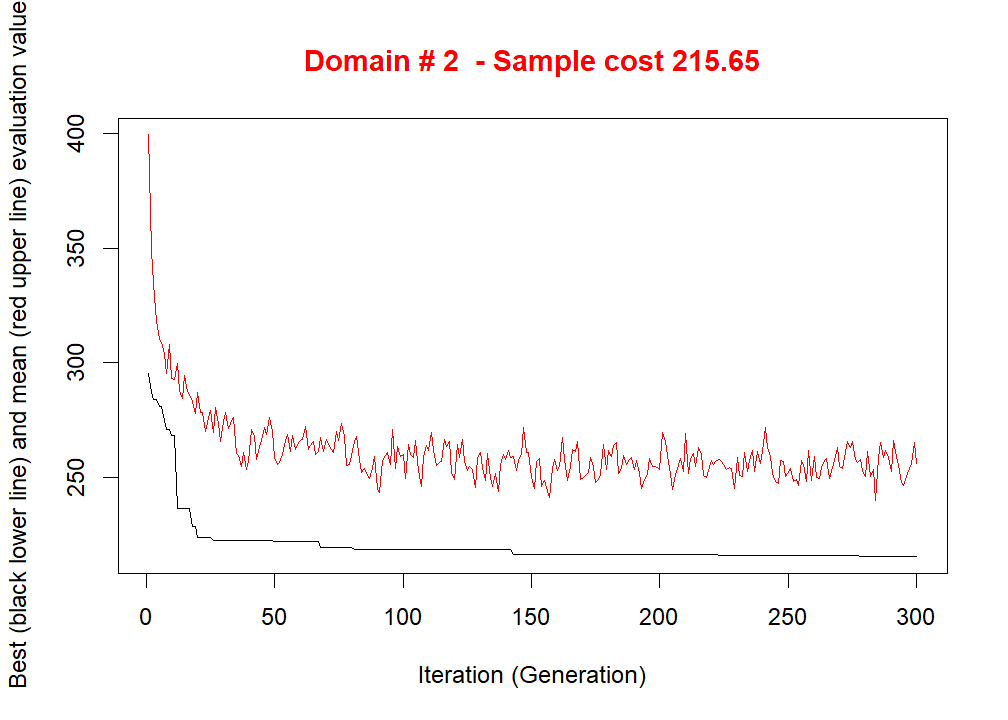 Domain # 2  - Sample cost 215.65
Best (black lower line) and mean (red upper line) evaluation value
400
350
300
250
0 50 100 150 200 250 300
Iteration (Generation)